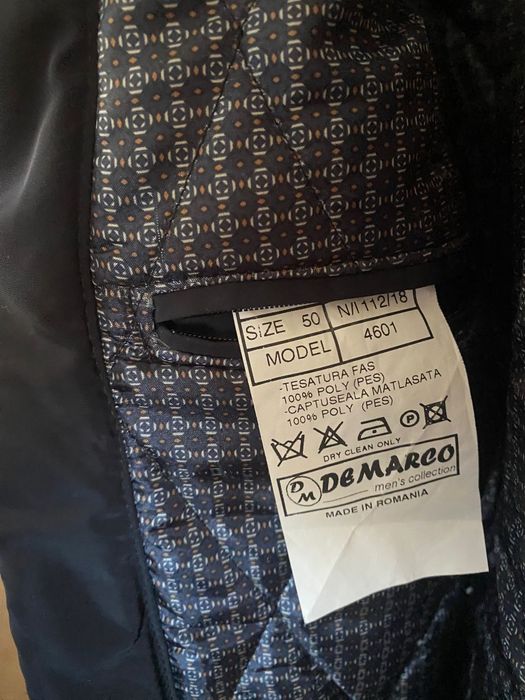 SIZE 50 N/I 112/18
MODEL 4601
-TESATURA FAS
100% POLY (PES)
-CAPTUSEALA MATLASATA
100% POLY (PES)
P
DRY CLEAN ONLY
DM DEMARCO
men's collection
MADE IN ROMANIA